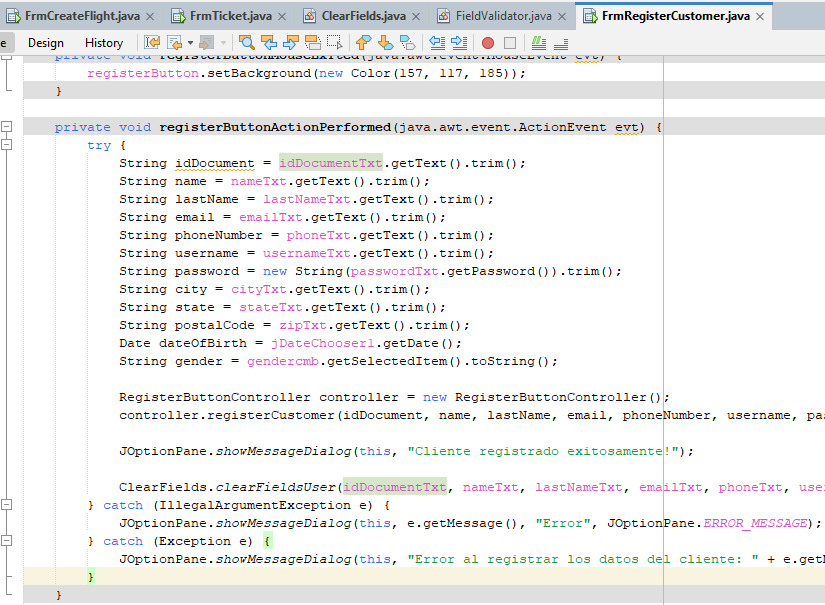 FrmCreateFlight.java × FrmTicket.java × ClearFields.java × FieldValidator.java × FrmRegisterCustomer.java ×
e Design History
private void registerButtonMouseExited(java.awt.event.MouseEvent evt) {
registerButton.setBackground(new Color(157, 117, 185));
}
private void registerButtonActionPerformed(java.awt.event.ActionEvent evt) {
try {
String idDocument = idDocumentTxt.getText().trim();
String name = nameTxt.getText().trim();
String lastName = lastNameTxt.getText().trim();
String email = emailTxt.getText().trim();
String phoneNumber = phoneTxt.getText().trim();
String username = usernameTxt.getText().trim();
String password = new String(passwordTxt.getPassword()).trim();
String city = cityTxt.getText().trim();
String state = stateTxt.getText().trim();
String postalCode = zipTxt.getText().trim();
Date dateOfBirth = jDateChooser1.getDate();
String gender = gendercmb.getSelectedItem().toString();
RegisterButtonController controller = new RegisterButtonController();
controller.registerCustomer(idDocument, name, lastName, email, phoneNumber, username, pa
JOptionPane.showMessageDialog(this, "Cliente registrado exitosamente!");
ClearFields.clearFieldsUser(idDocumentTxt, nameTxt, lastNameTxt, emailTxt, phoneTxt, use
} catch (IllegalArgumentException e) {
JOptionPane.showMessageDialog(this, e.getMessage(), "Error", JOptionPane.ERROR_MESSAGE);
} catch (Exception e) {
JOptionPane.showMessageDialog(this, "Error al registrar los datos del cliente: " + e.get
}
}